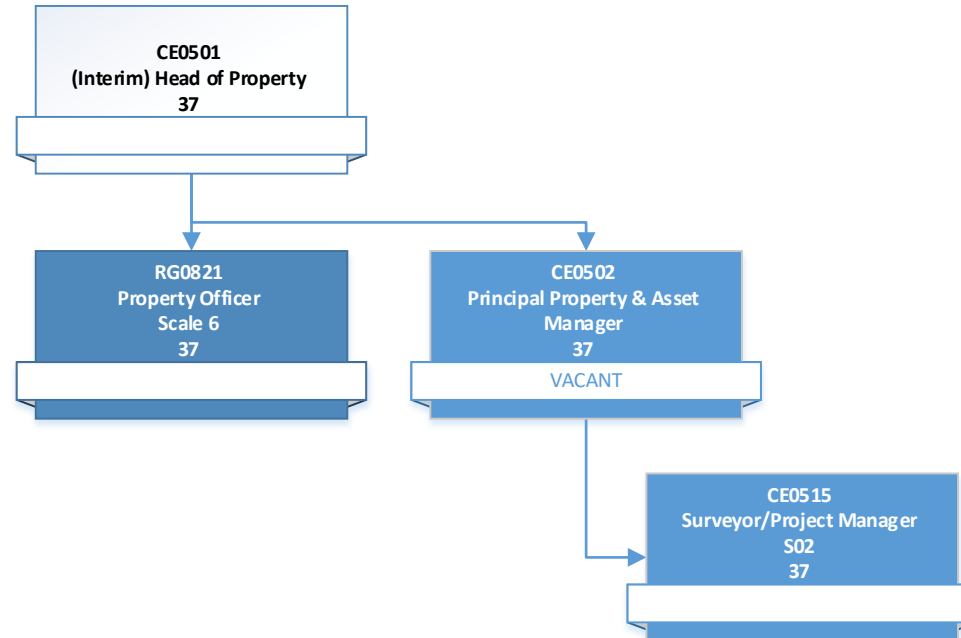 CE0501
(Interim) Head of Property
37
RG0821
Property Officer
Scale 6
37
CE0502
Principal Property & Asset
Manager
37
VACANT
CE0515
Surveyor/Project Manager
S02
37